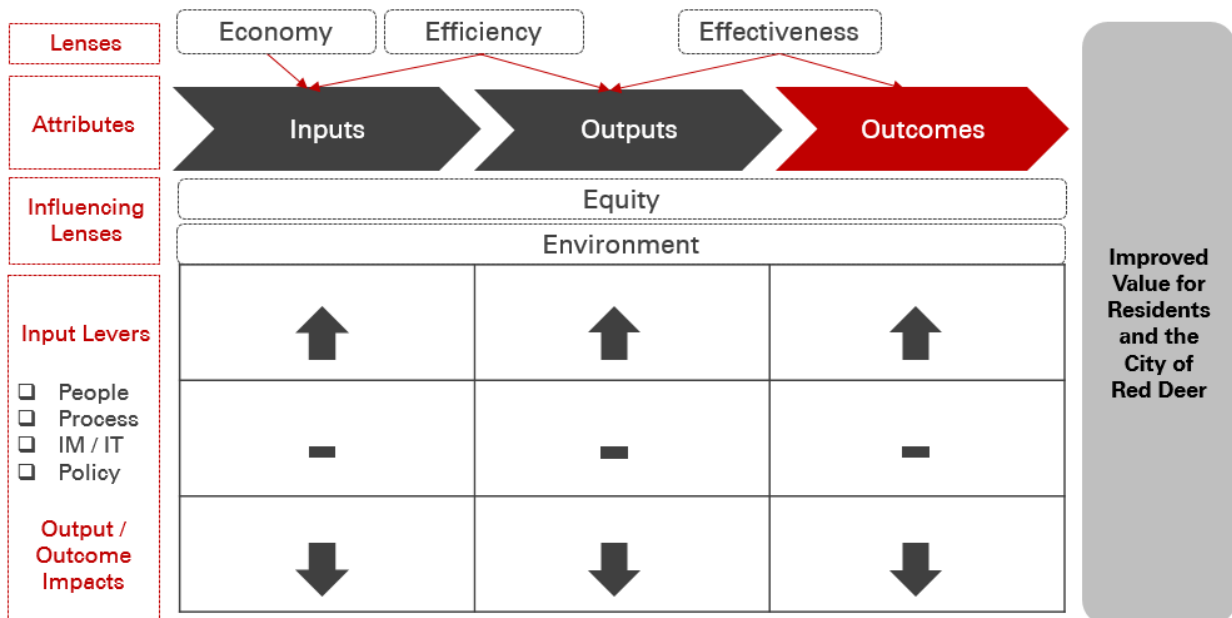 Lenses
Economy
Efficiency
Effectiveness
Attributes
Inputs
Outputs
Outcomes
Influencing
Lenses
Equity
Environment
Input Levers
❑ People
❑ Process
❑ IM / IT
❑ Policy
Output /
Outcome
Impacts
Improved
Value for
Residents
and the
City of
Red Deer